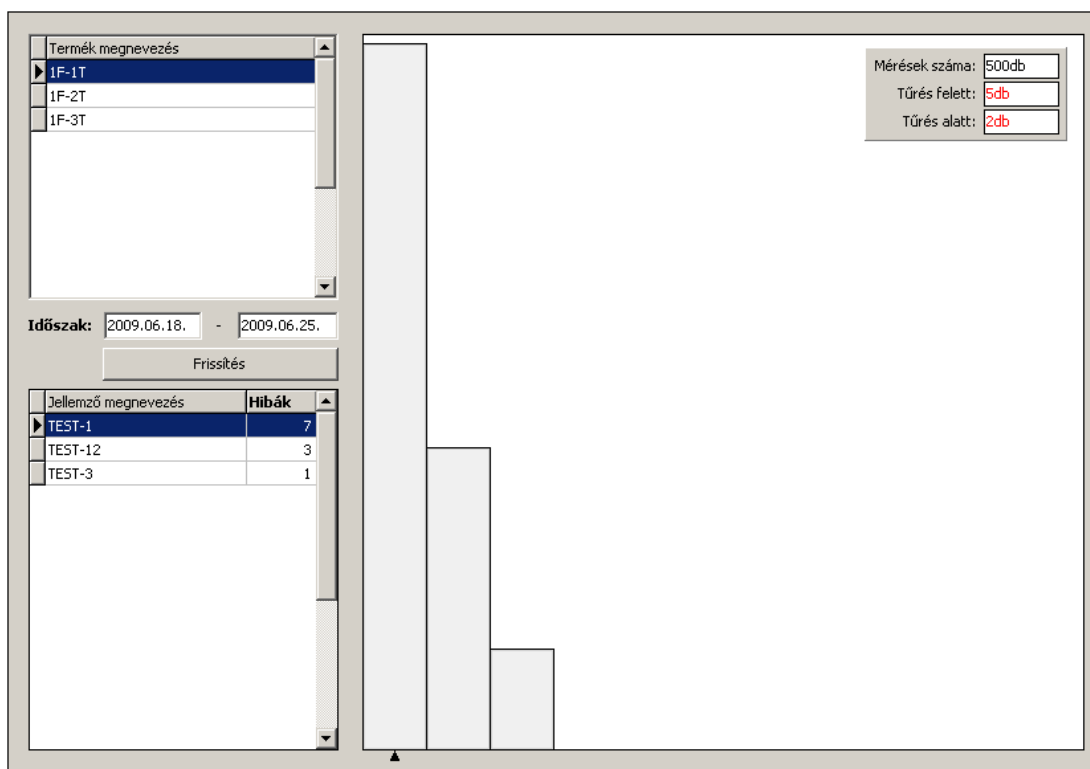 Termék megnevezés
1F-1T
1F-2T
1F-3T
Időszak: 2009.06.18. - 2009.06.25.
Frissítés
Jellemző megnevezés Hibák
TEST-1 7
TEST-12 3
TEST-3 1
Mérések száma: 500db
Tűrés felett: 5db
Tűrés alatt: 2db